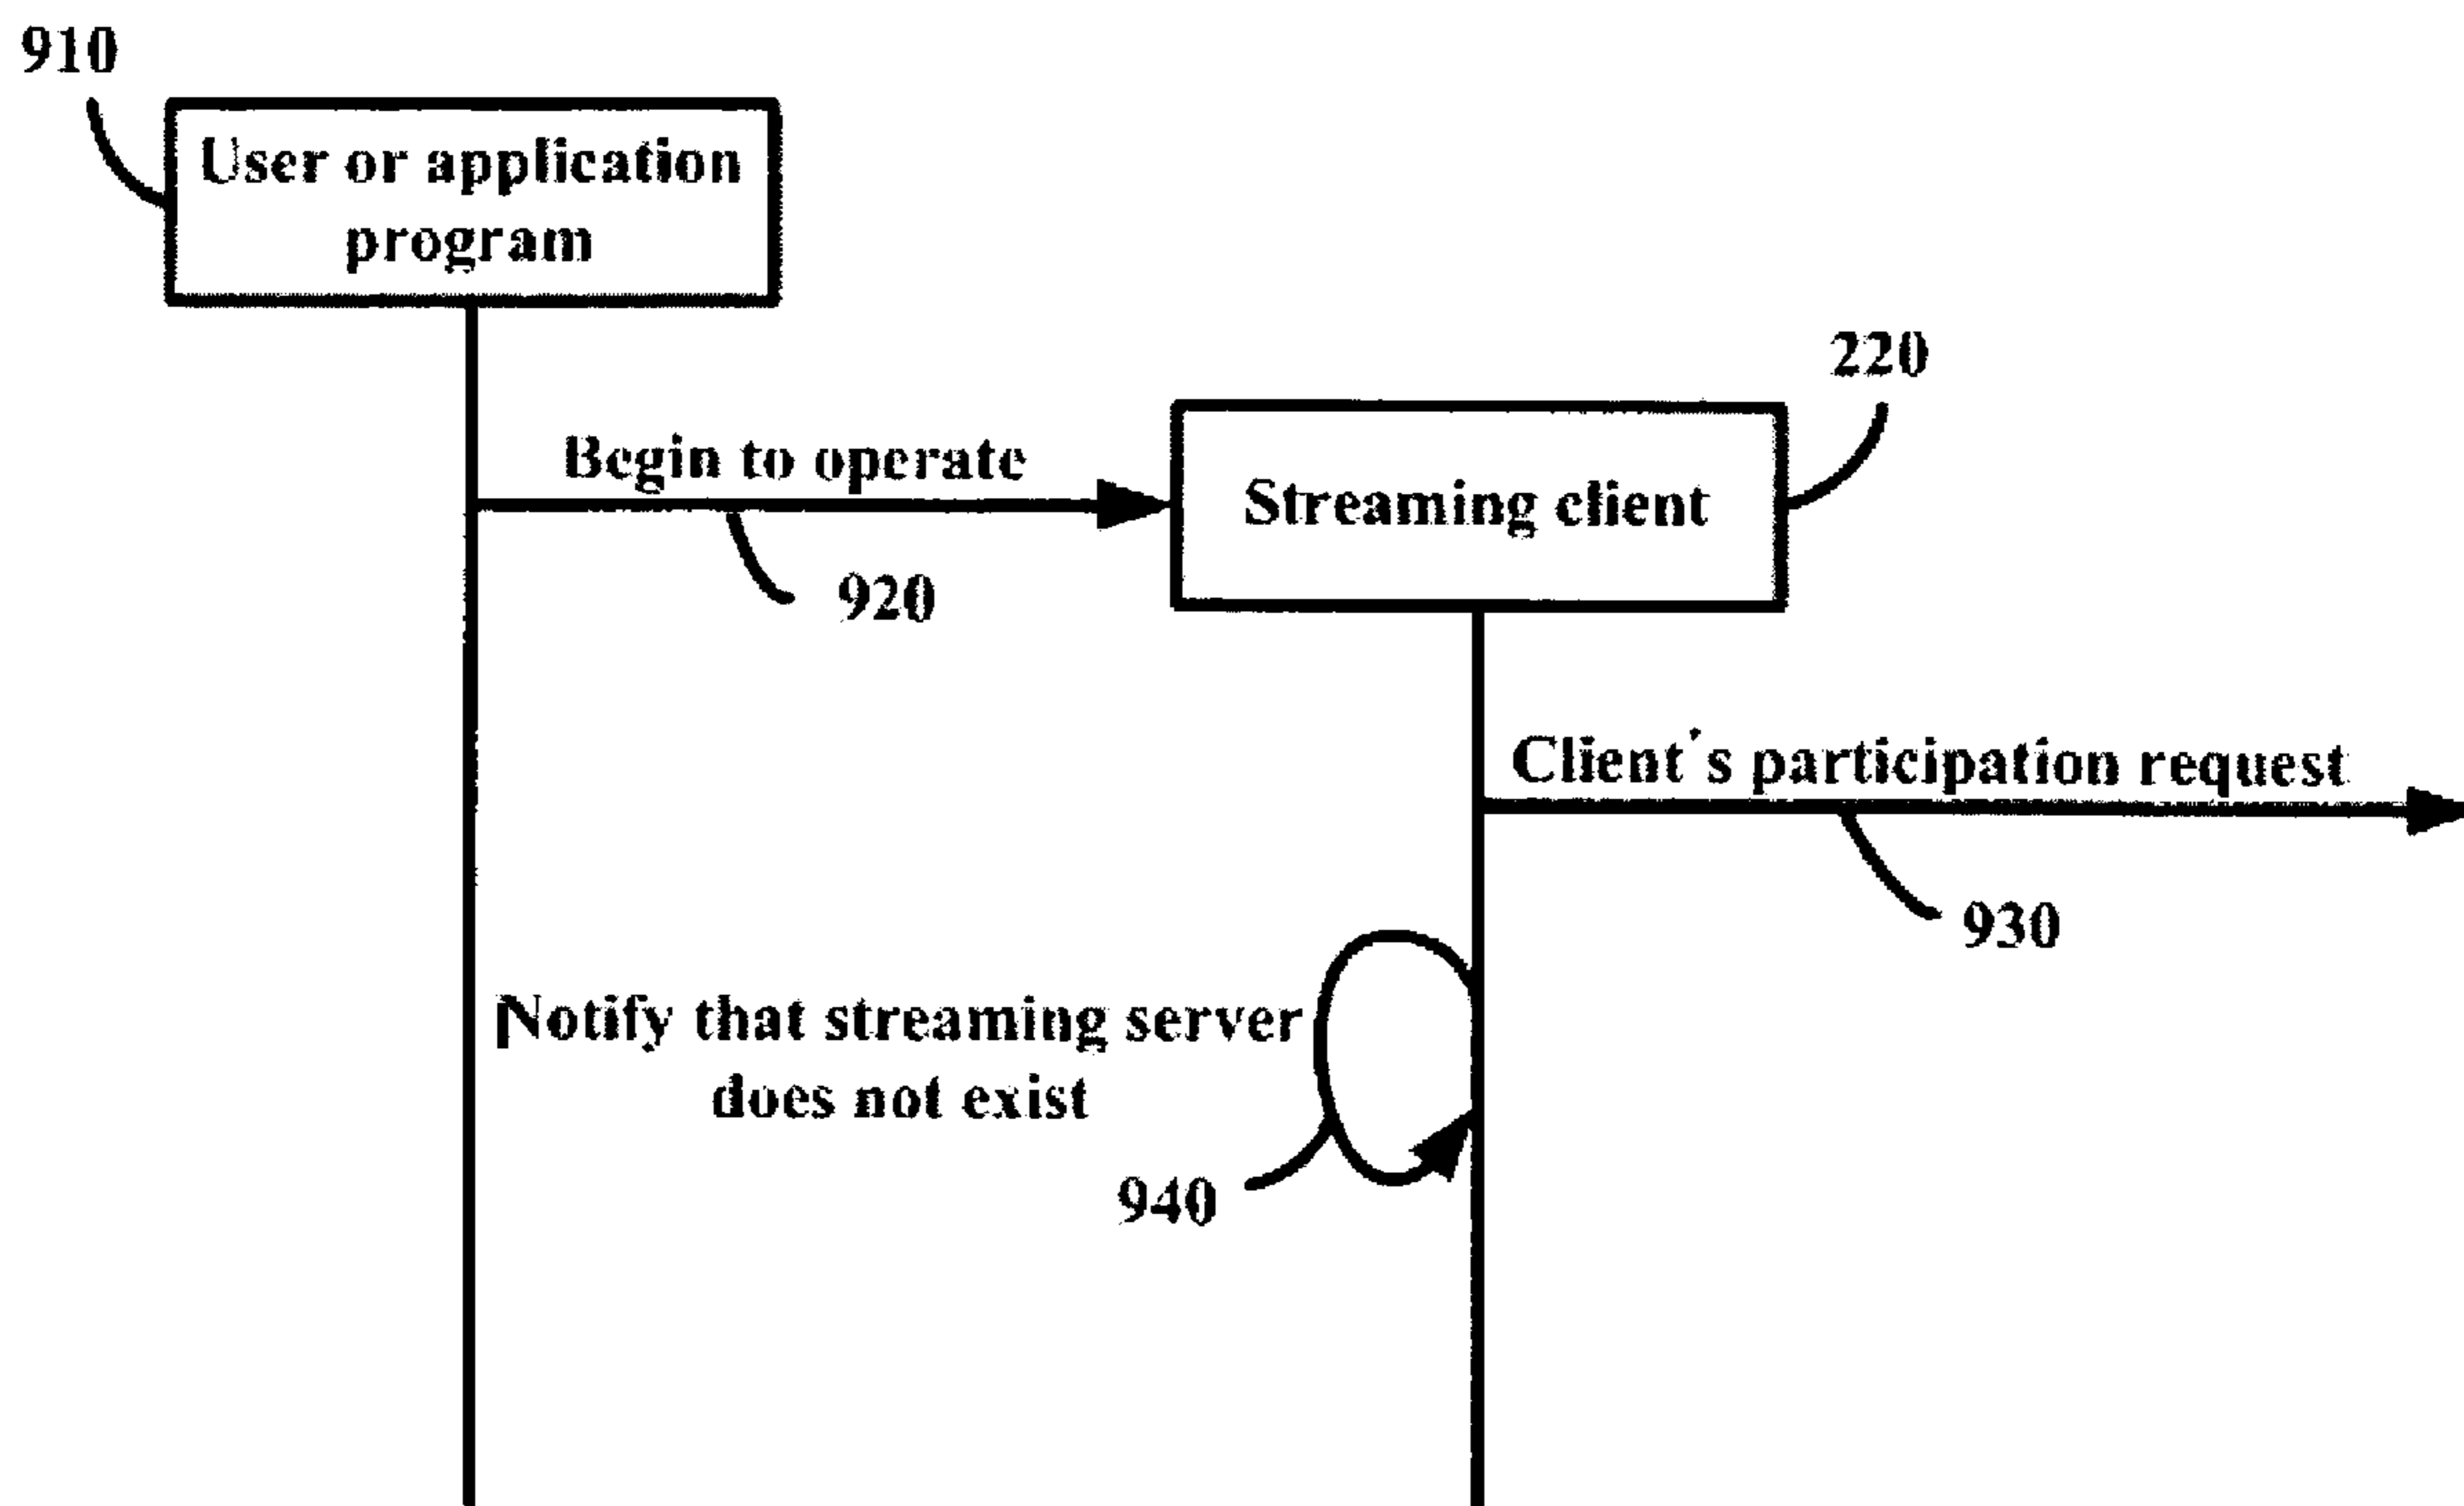 910
User or application
program
220
Begin to operate
Streaming client
920
Client's participation request
930
Notify that streaming server
does not exist
940